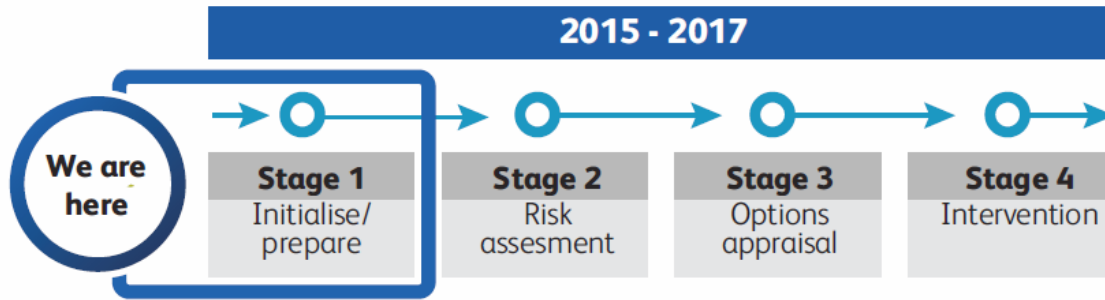 2015 - 2017
We are
here
Stage 1
Initialise/
prepare
Stage 2
Risk
assesment
Stage 3
Options
appraisal
Stage 4
Intervention